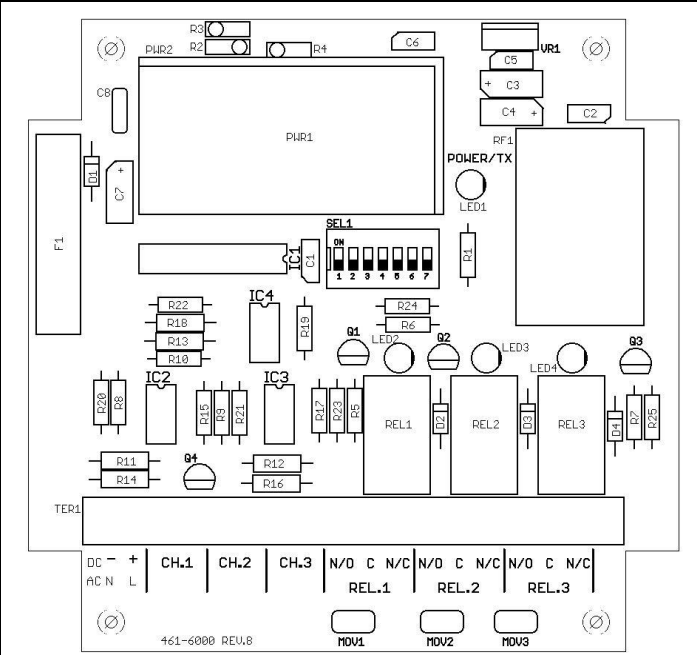 R3
PWR2 R2 R4 C6 VR1
C5
C8 C3
C4 C2
PWR1 RF1
POWER/TX
D1
C7 LED1
F1 SEL1
ON
IC1 C1 R1
1 2 3 4 5 6 7
IC4
R22 R24
R18 R19 R6
R13 Q1 LED2 Q2 LED3 Q3
R10 LED4
IC2 IC3
R20 R8 R15 R9 R21 R17 R23 R5 REL1 D2 REL2 D3 REL3 D4 R7 R25
R11 Q4 R12
R14 R16
TER1
DC - + CH.1 CH.2 CH.3 N/O C N/C N/O C N/C N/O C N/C
AC N L REL.1 REL.2 REL.3
461-6000 REV.8 MOV1 MOV2 MOV3